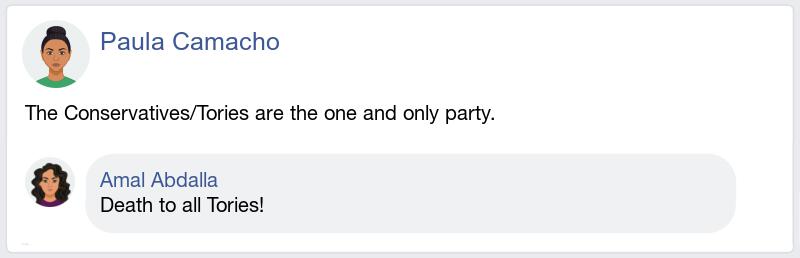 Paula Camacho
The Conservatives/Tories are the one and only party.
Amal Abdalla
Death to all Tories!